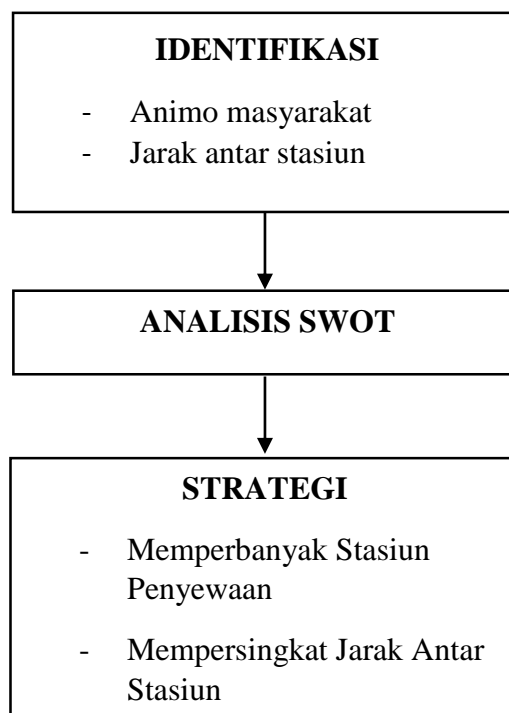 IDENTIFIKASI
- Animo masyarakat
- Jarak antar stasiun
ANALISIS SWOT
STRATEGI
- Memperbanyak Stasiun
Penyewaan
- Mempersingkat Jarak Antar
Stasiun